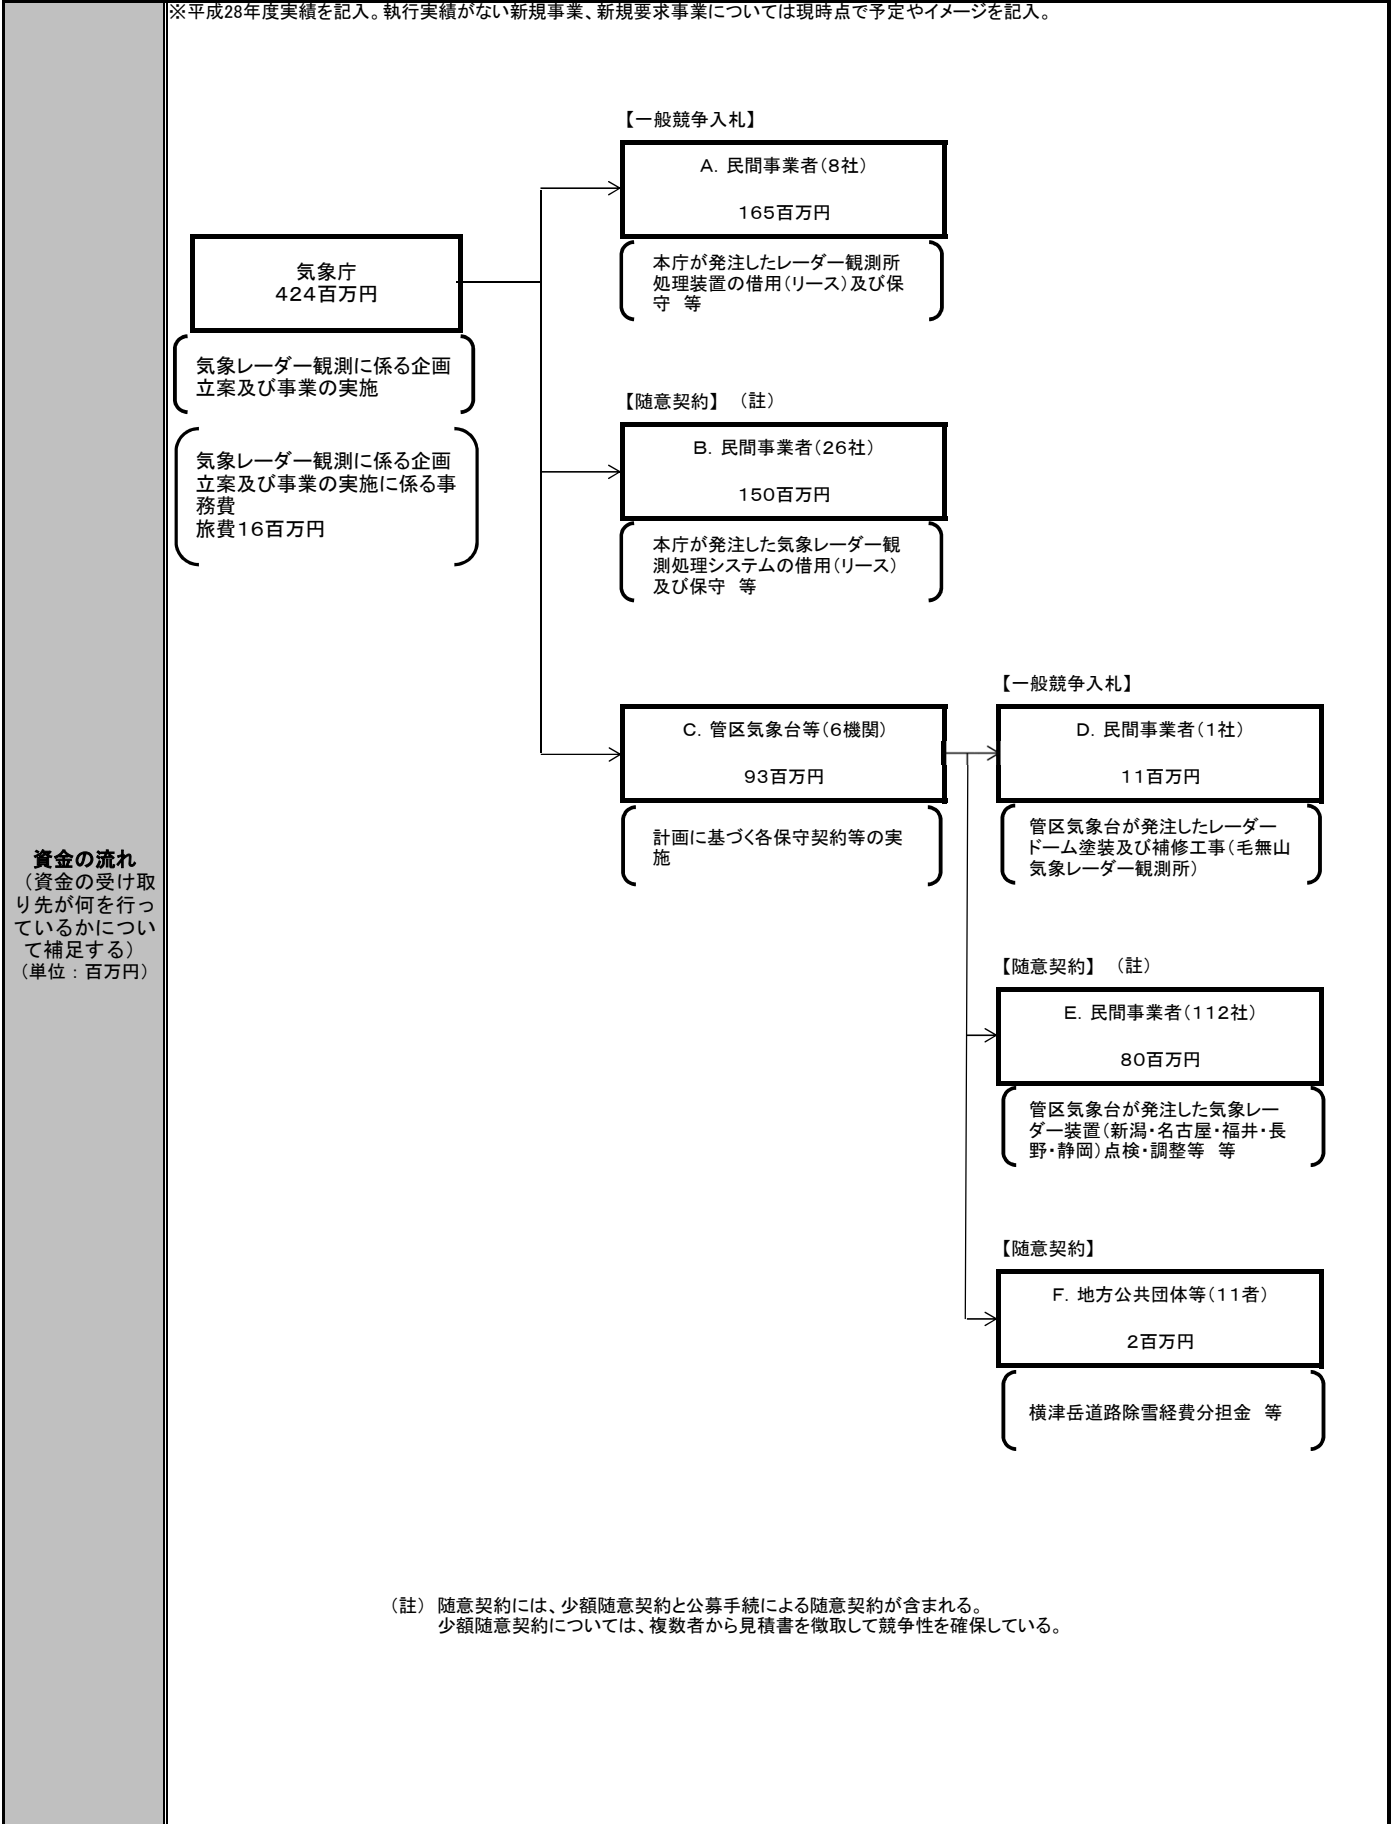 ※平成28年度実績を記入。執行実績がない新規事業、新規要求事業については現時点で予定やイメージを記入。
資金の流れ
（資金の受け取
り先が何を行っ
ているかについ
て補足する）
（単位：百万円）
気象庁
424百万円
気象レーダー観測に係る企画
立案及び事業の実施
気象レーダー観測に係る企画
立案及び事業の実施に係る事
務費
旅費16百万円
【一般競争入札】
A. 民間事業者（8社）
165百万円
本庁が発注したレーダー観測所
処理装置の借用（リース）及び保
守　等
【随意契約】（註）
B. 民間事業者（26社）
150百万円
本庁が発注した気象レーダー観
測処理システムの借用（リース）
及び保守　等
C. 管区気象台等（6機関）
93百万円
計画に基づく各保守契約等の実
施
【一般競争入札】
D. 民間事業者（1社）
11百万円
管区気象台が発注したレーダー
ドーム塗装及び補修工事（毛無山
気象レーダー観測所）
【随意契約】（註）
E. 民間事業者（112社）
80百万円
管区気象台が発注した気象レー
ダー装置（新潟・名古屋・福井・長
野・静岡）点検・調整等　等
【随意契約】
F. 地方公共団体等（11者）
2百万円
横津岳道路除雪経費分担金　等
（註）　随意契約には、少額随意契約と公募手続による随意契約が含まれる。
少額随意契約については、複数者から見積書を徴取して競争性を確保している。